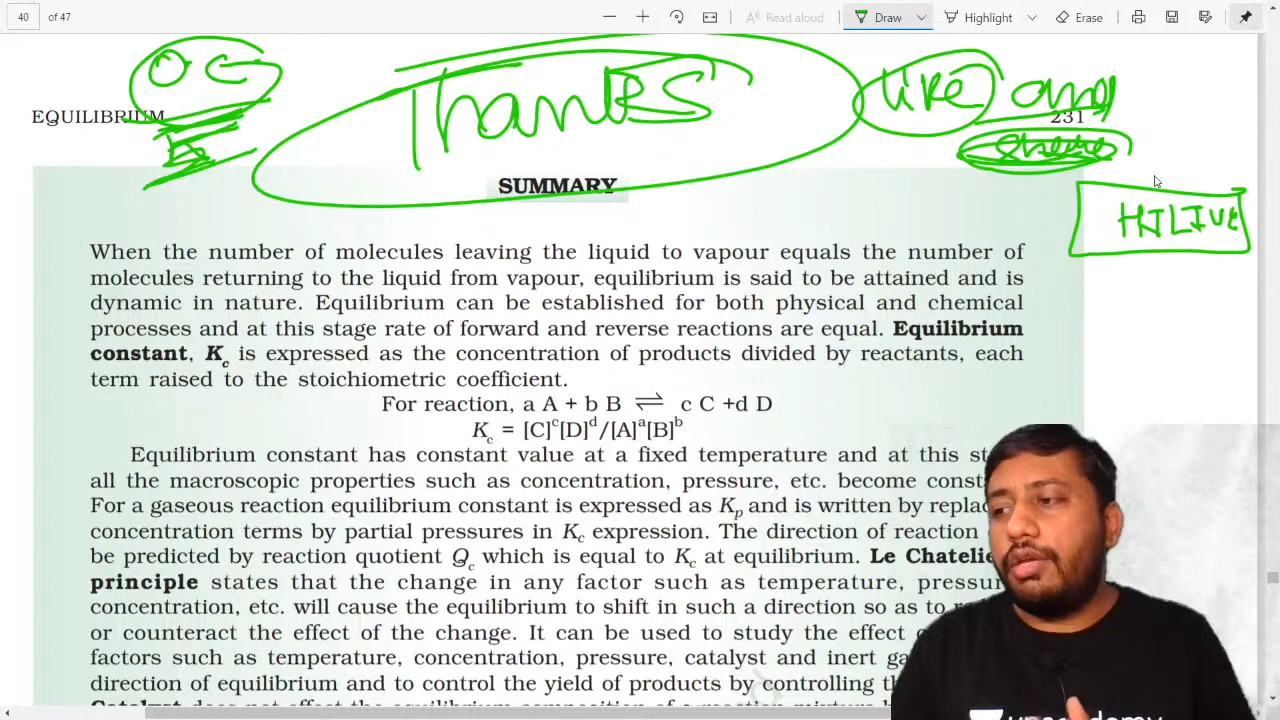 40 of 47
Read aloud
Draw
Highlight
Erase
OC
Thanks
like and
EQUILIBRIUM
231
SUMMARY
HILIVE
When the number of molecules leaving the liquid to vapour equals the number of
molecules returning to the liquid from vapour, equilibrium is said to be attained and is
dynamic in nature. Equilibrium can be established for both physical and chemical
processes and at this stage rate of forward and reverse reactions are equal. Equilibrium
constant, Kc is expressed as the concentration of products divided by reactants, each
term raised to the stoichiometric coefficient.
For reaction, a A + b B ⇌ c C +d D
Kc = [C]^c[D]^d/[A]^a[B]^b
Equilibrium constant has constant value at a fixed temperature and at this
all the macroscopic properties such as concentration, pressure, etc. become
For a gaseous reaction equilibrium constant is expressed as Kp and is written by
concentration terms by partial pressures in Kc expression. The direction of reaction
be predicted by reaction quotient Qc which is equal to Kc at equilibrium. Le
principle states that the change in any factor such as temperature,
concentration, etc. will cause the equilibrium to shift in such a direction so as to
or counteract the effect of the change. It can be used to study the effect
factors such as temperature, concentration, pressure, catalyst and inert
direction of equilibrium and to control the yield of products by controlling